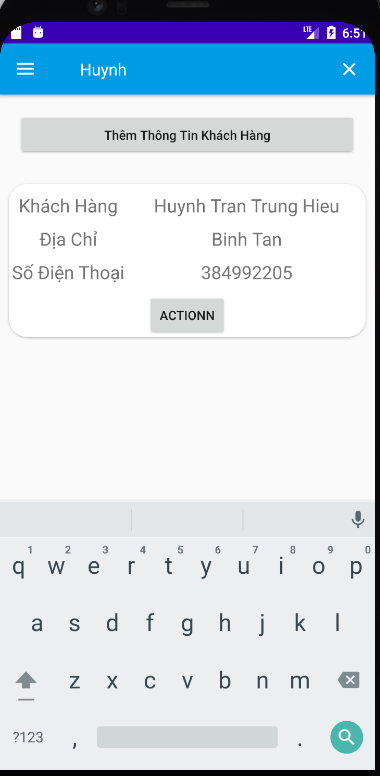 LTE 6:51
Huynh
Thêm Thông Tin Khách Hàng
Khách Hàng Huynh Tran Trung Hieu
Địa Chỉ Binh Tan
Số Điện Thoại 384992205
ACTIONN
1 2 3 4 5 6 7 8 9 0
q w e r t y u i o p
a s d f g h j k l
z x c v b n m
?123 , .